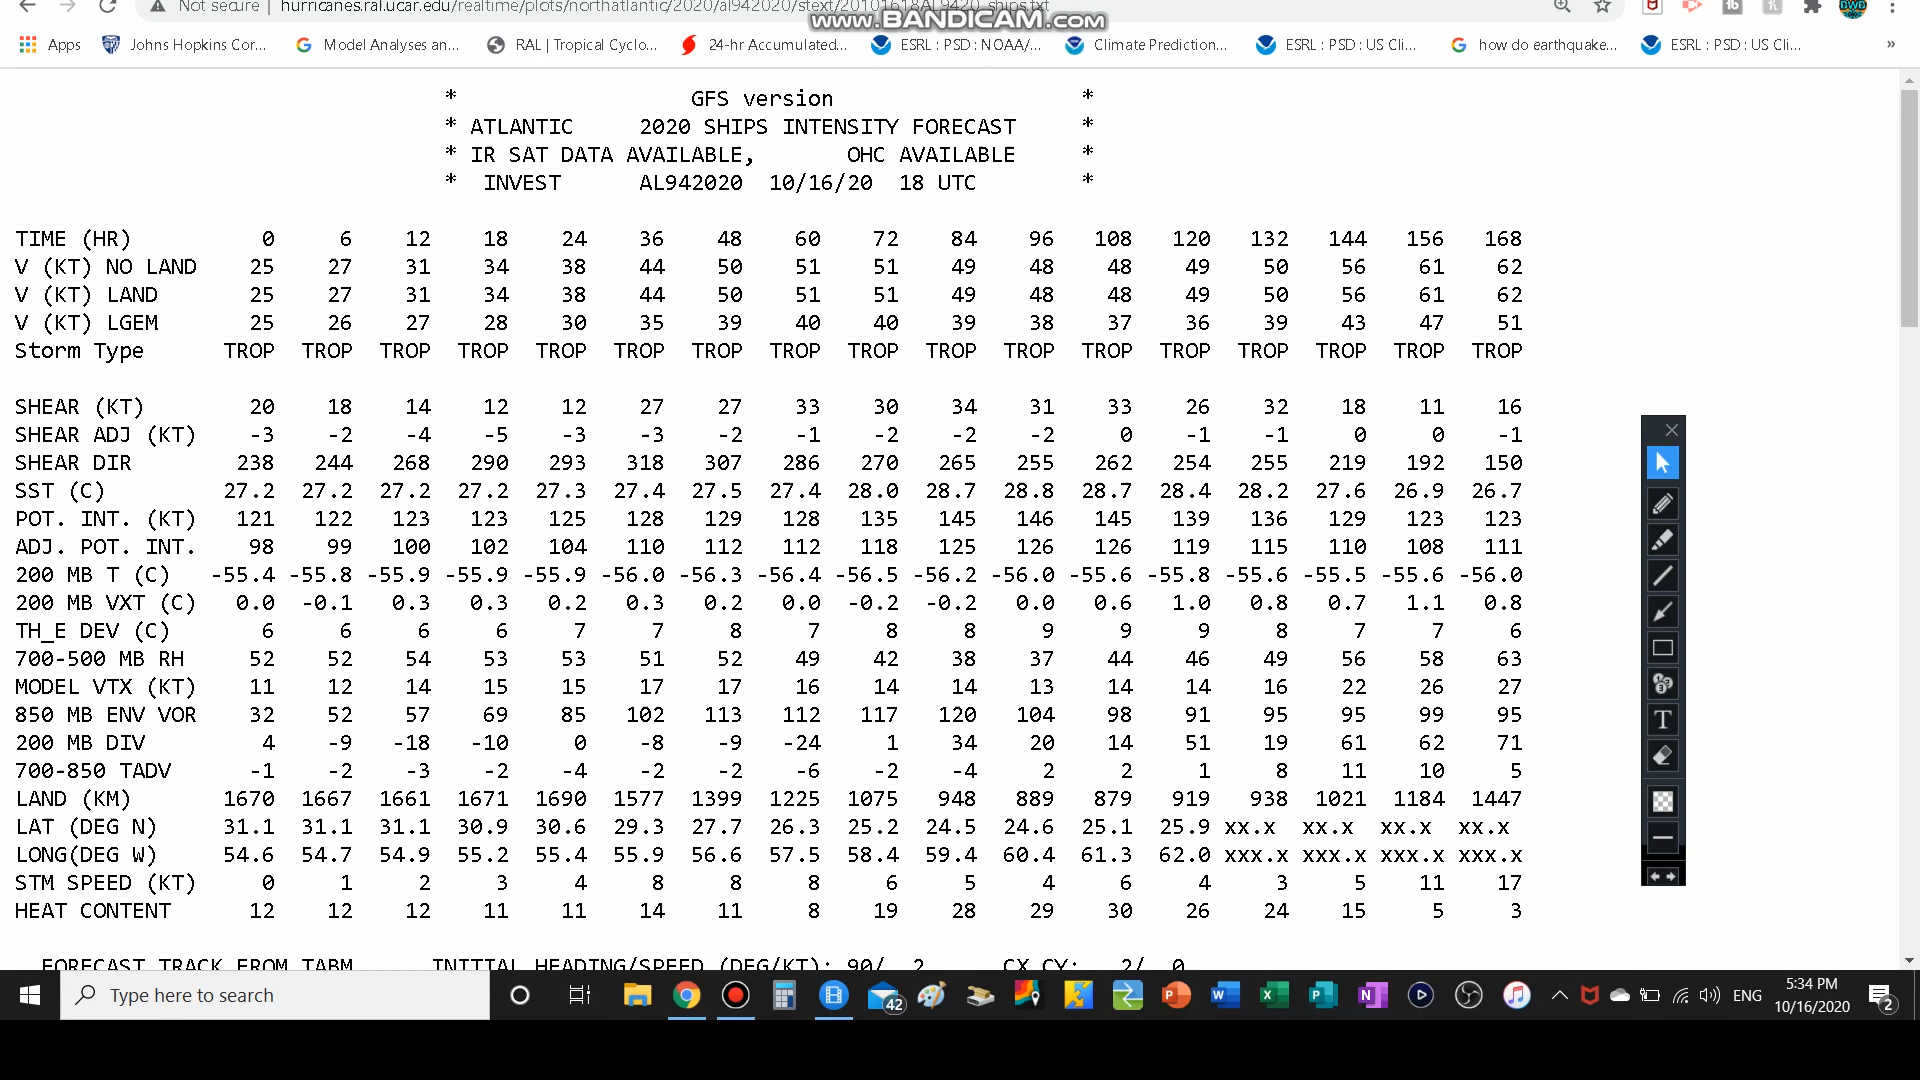 Not secure | hurricanes.ral.ucar.edu/realtime/plots/northatlantic/2020/al942020/stext/20101618AL9420_ships.txt
www.BANDICAM.com
Apps Johns Hopkins Cor... Model Analyses an... RAL | Tropical Cyclo... 24-hr Accumulated... ESRL : PSD : NOAA/... Climate Prediction... ESRL : PSD : US Cli... how do earthquake... ESRL : PSD : US Cli... »
* GFS version *
* ATLANTIC 2020 SHIPS INTENSITY FORECAST *
* IR SAT DATA AVAILABLE, OHC AVAILABLE *
* INVEST AL942020 10/16/20 18 UTC *
TIME (HR) 0 6 12 18 24 36 48 60 72 84 96 108 120 132 144 156 168
V (KT) NO LAND 25 27 31 34 38 44 50 51 51 49 48 48 49 50 56 61 62
V (KT) LAND 25 27 31 34 38 44 50 51 51 49 48 48 49 50 56 61 62
V (KT) LGEM 25 26 27 28 30 35 39 40 40 39 38 37 36 39 43 47 51
Storm Type TROP TROP TROP TROP TROP TROP TROP TROP TROP TROP TROP TROP TROP TROP TROP TROP TROP
SHEAR (KT) 20 18 14 12 12 27 27 33 30 34 31 33 26 32 18 11 16
SHEAR ADJ (KT) -3 -2 -4 -5 -3 -3 -2 -1 -2 -2 -2 0 -1 -1 0 0 -1
SHEAR DIR 238 244 268 290 293 318 307 286 270 265 255 262 254 255 219 192 150
SST (C) 27.2 27.2 27.2 27.2 27.3 27.4 27.5 27.4 28.0 28.7 28.8 28.7 28.4 28.2 27.6 26.9 26.7
POT. INT. (KT) 121 122 123 123 125 128 129 128 135 145 146 145 139 136 129 123 123
ADJ. POT. INT. 98 99 100 102 104 110 112 112 118 125 126 126 119 115 110 108 111
200 MB T (C) -55.4 -55.8 -55.9 -55.9 -55.9 -56.0 -56.3 -56.4 -56.5 -56.2 -56.0 -55.6 -55.8 -55.6 -55.5 -55.6 -56.0
200 MB VXT (C) 0.0 -0.1 0.3 0.3 0.2 0.3 0.2 0.0 -0.2 -0.2 0.0 0.6 1.0 0.8 0.7 1.1 0.8
TH_E DEV (C) 6 6 6 6 7 7 8 7 8 8 9 9 9 8 7 7 6
700-500 MB RH 52 52 54 53 53 51 52 49 42 38 37 44 46 49 56 58 63
MODEL VTX (KT) 11 12 14 15 15 17 17 16 14 14 13 14 14 16 22 26 27
850 MB ENV VOR 32 52 57 69 85 102 113 112 117 120 104 98 91 95 95 99 95
200 MB DIV 4 -9 -18 -10 0 -8 -9 -24 1 34 20 14 51 19 61 62 71
700-850 TADV -1 -2 -3 -2 -4 -2 -2 -6 -2 -4 2 2 1 8 11 10 5
LAND (KM) 1670 1667 1661 1671 1690 1577 1399 1225 1075 948 889 879 919 938 1021 1184 1447
LAT (DEG N) 31.1 31.1 31.1 30.9 30.6 29.3 27.7 26.3 25.2 24.5 24.6 25.1 25.9 xx.x xx.x xx.x xx.x
LONG(DEG W) 54.6 54.7 54.9 55.2 55.4 55.9 56.6 57.5 58.4 59.4 60.4 61.3 62.0 xxx.x xxx.x xxx.x xxx.x
STM SPEED (KT) 0 1 2 3 4 8 8 8 6 5 4 6 4 3 5 11 17
HEAT CONTENT 12 12 12 11 11 14 11 8 19 28 29 30 26 24 15 5 3
FORECAST TRACK FROM TABM INITIAL HEADING/SPEED (DEG/KT): 90/ 2 CX,CY: 2/ 0
Type here to search
42
ENG
5:34 PM
10/16/2020
2